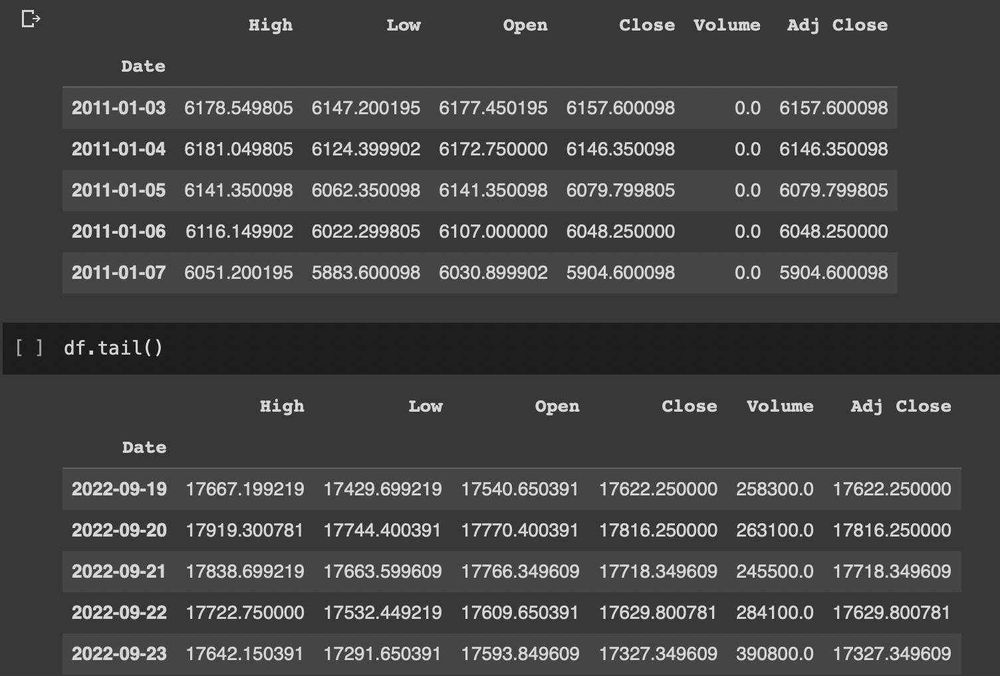 High Low Open Close Volume Adj Close
Date
2011-01-03 6178.549805 6147.200195 6177.450195 6157.600098 0.0 6157.600098
2011-01-04 6181.049805 6124.399902 6172.750000 6146.350098 0.0 6146.350098
2011-01-05 6141.350098 6062.350098 6141.350098 6079.799805 0.0 6079.799805
2011-01-06 6116.149902 6022.299805 6107.000000 6048.250000 0.0 6048.250000
2011-01-07 6051.200195 5883.600098 6030.899902 5904.600098 0.0 5904.600098
[ ] df.tail()
High Low Open Close Volume Adj Close
Date
2022-09-19 17667.199219 17429.699219 17540.650391 17622.250000 258300.0 17622.250000
2022-09-20 17919.300781 17744.400391 17770.400391 17816.250000 263100.0 17816.250000
2022-09-21 17838.699219 17663.599609 17766.349609 17718.349609 245500.0 17718.349609
2022-09-22 17722.750000 17532.449219 17609.650391 17629.800781 284100.0 17629.800781
2022-09-23 17642.150391 17291.650391 17593.849609 17327.349609 390800.0 17327.349609